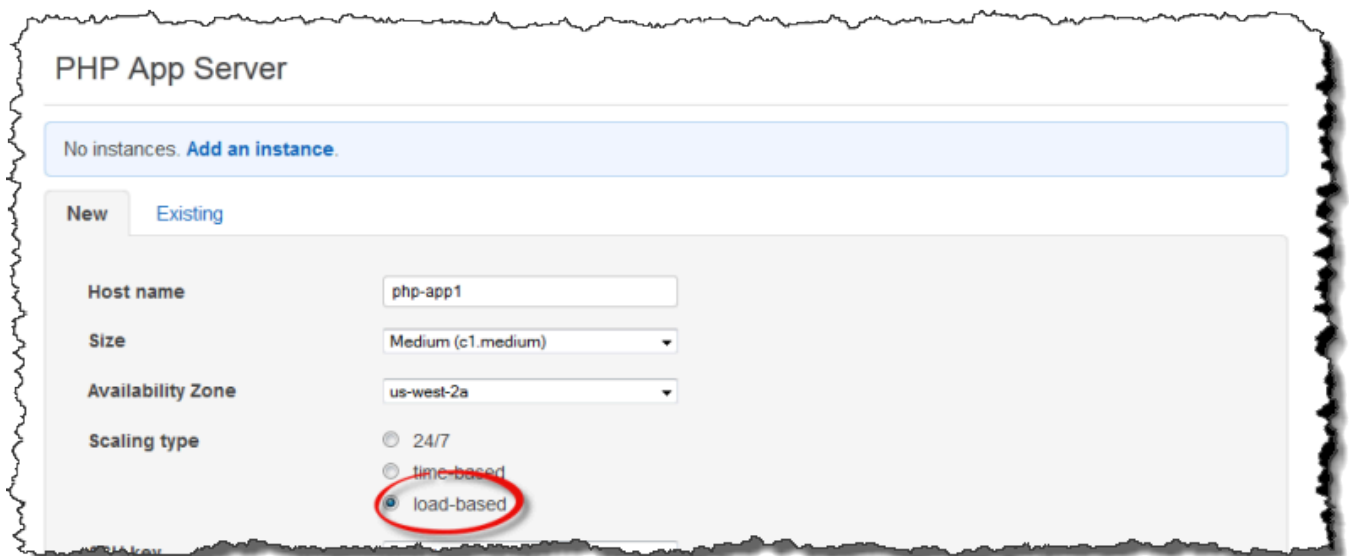 PHP App Server
No instances. Add an instance.
New Existing
Host name php-app1
Size Medium (c1.medium)
Availability Zone us-west-2a
Scaling type 24/7
time-based
load-based
key